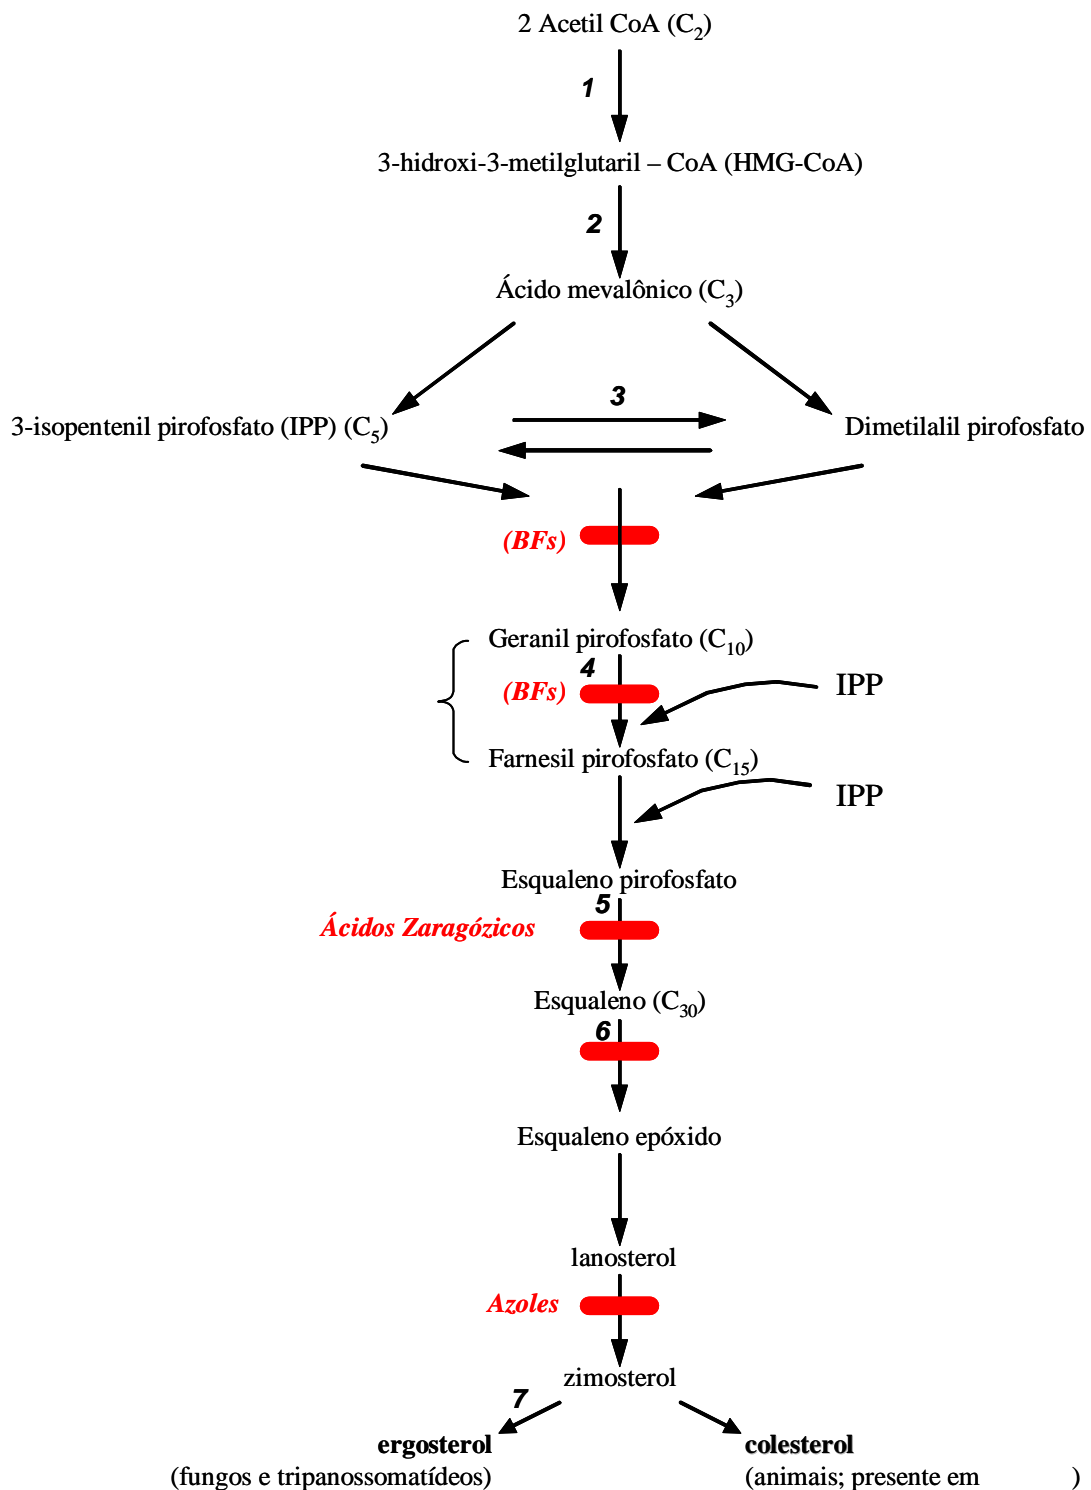 2 Acetil CoA (C2)
1
3-hidroxi-3-metilglutaril – CoA (HMG-CoA)
2
Ácido mevalônico (C3)
3
3-isopentenil pirofosfato (IPP) (C5)
Dimetilalil pirofosfato
(BFs)
Geranil pirofosfato (C10)
4
(BFs)
IPP
Farnesil pirofosfato (C15)
IPP
Esqualeno pirofosfato
5
Ácidos Zaragózicos
Esqualeno (C30)
6
Esqualeno epóxido
lanosterol
Azoles
zimosterol
7
ergosterol
colesterol
(fungos e tripanossomatídeos)
(animais; presente em )